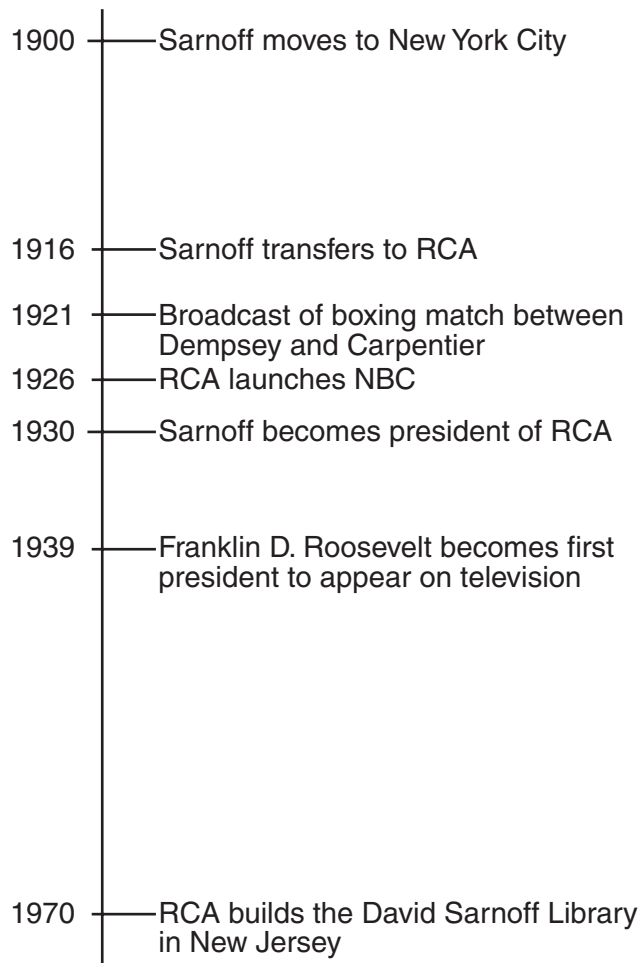 1900 Sarnoff moves to New York City
1916 Sarnoff transfers to RCA
1921 Broadcast of boxing match between
Dempsey and Carpentier
1926 RCA launches NBC
1930 Sarnoff becomes president of RCA
1939 Franklin D. Roosevelt becomes first
president to appear on television
1970 RCA builds the David Sarnoff Library
in New Jersey